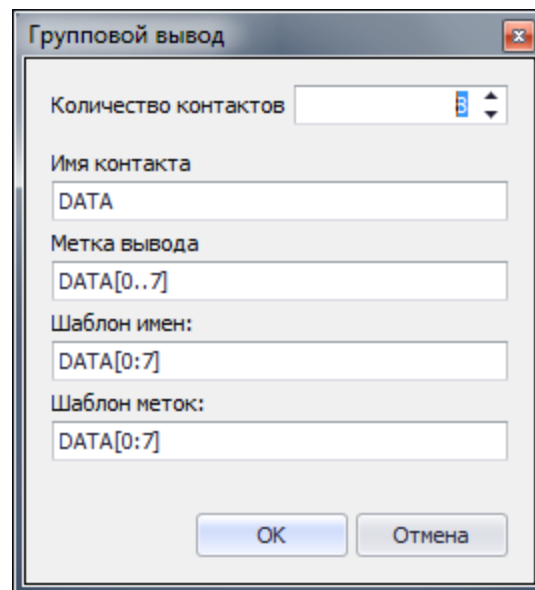 Групповой вывод
Количество контактов 8
Имя контакта
DATA
Метка вывода
DATA[0..7]
Шаблон имен:
DATA[0:7]
Шаблон меток:
DATA[0:7]
OK Отмена